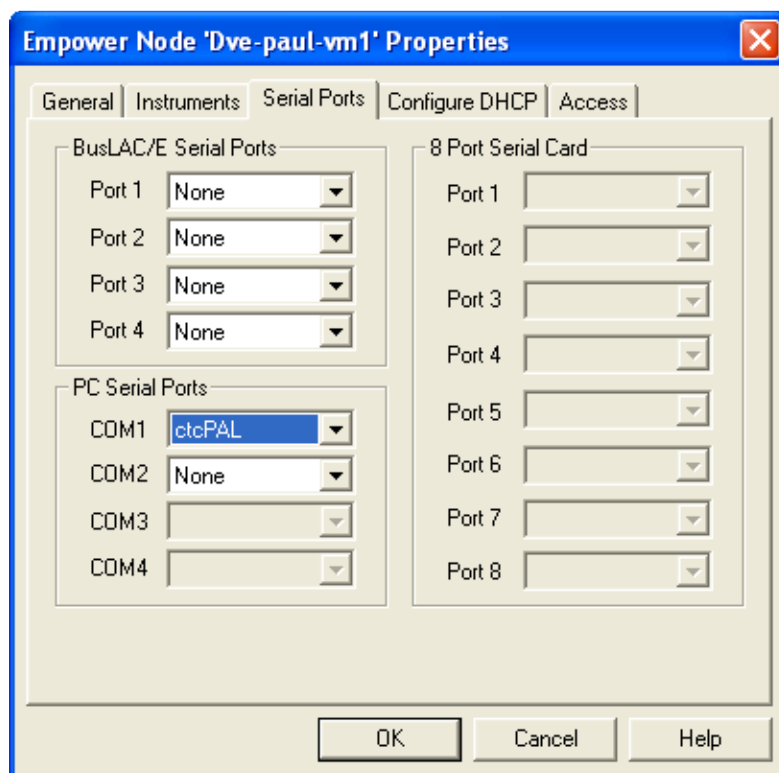 Empower Node 'Dve-paul-vm1' Properties
General Instruments Serial Ports Configure DHCP Access
BusLAC/E Serial Ports
Port 1 None
Port 2 None
Port 3 None
Port 4 None
PC Serial Ports
COM1 ctcPAL
COM2 None
COM3
COM4
8 Port Serial Card
Port 1
Port 2
Port 3
Port 4
Port 5
Port 6
Port 7
Port 8
OK Cancel Help